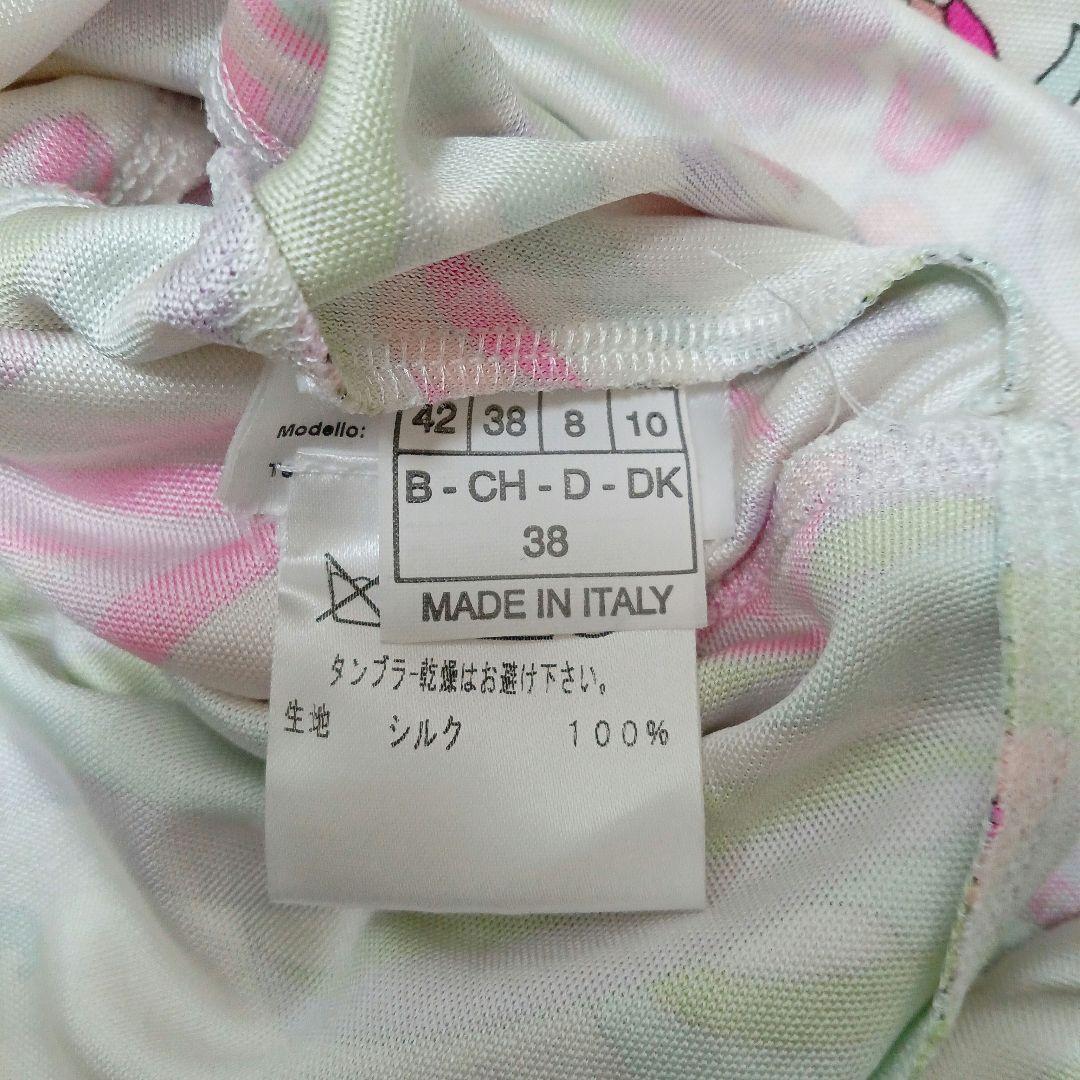 Modello:
42 38 8 10
B - CH - D - DK
38
MADE IN ITALY
タンブラー乾燥はお避け下さい。
生地 シルク 100%